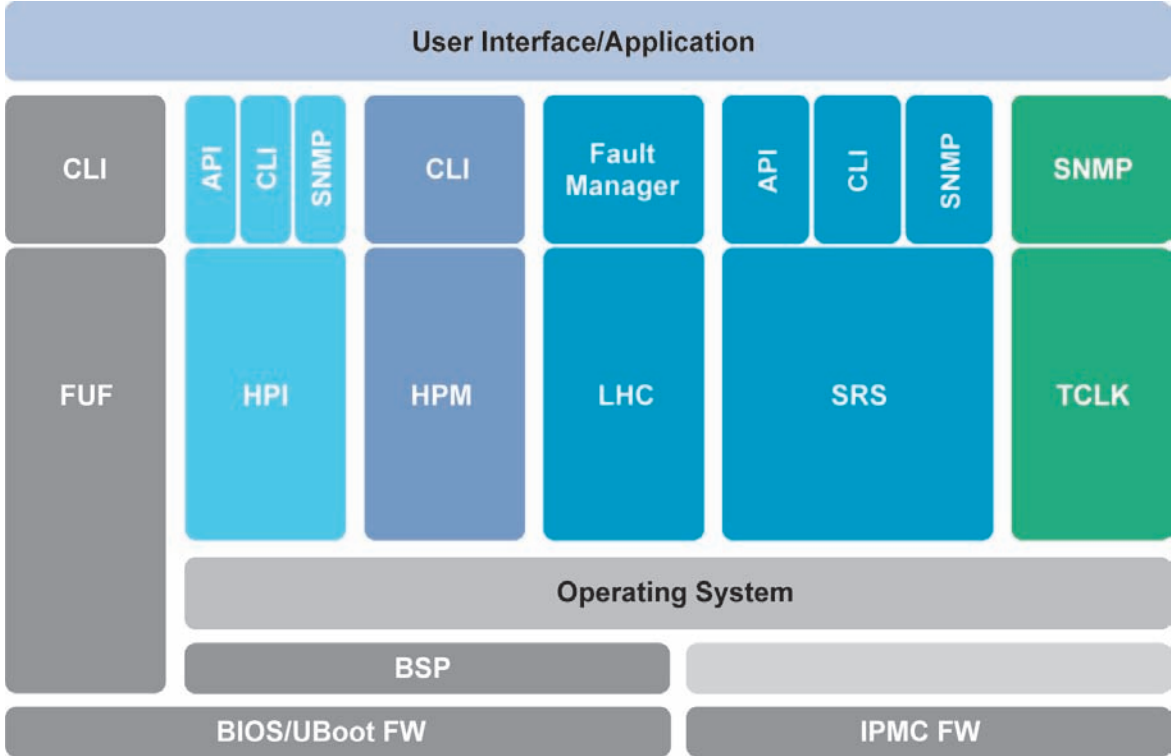 User Interface/Application
CLI
API
CLI
SNMP
CLI
Fault
Manager
API
CLI
SNMP
SNMP
FUF
HPI
HPM
LHC
SRS
TCLK
Operating System
BSP
BIOS/UBoot FW
IPMC FW